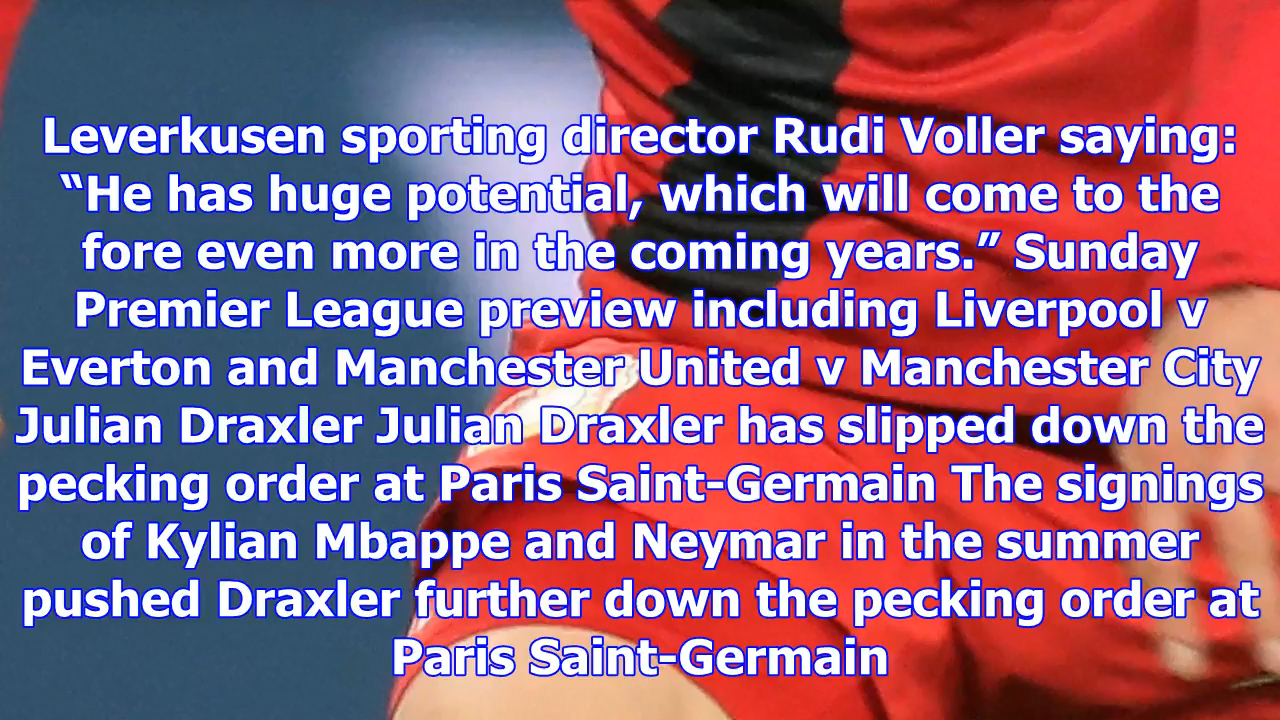 Leverkusen sporting director Rudi Voller saying:
“He has huge potential, which will come to the
fore even more in the coming years.” Sunday
Premier League preview including Liverpool v
Everton and Manchester United v Manchester City
Julian Draxler Julian Draxler has slipped down the
pecking order at Paris Saint-Germain The signings
of Kylian Mbappe and Neymar in the summer
pushed Draxler further down the pecking order at
Paris Saint-Germain